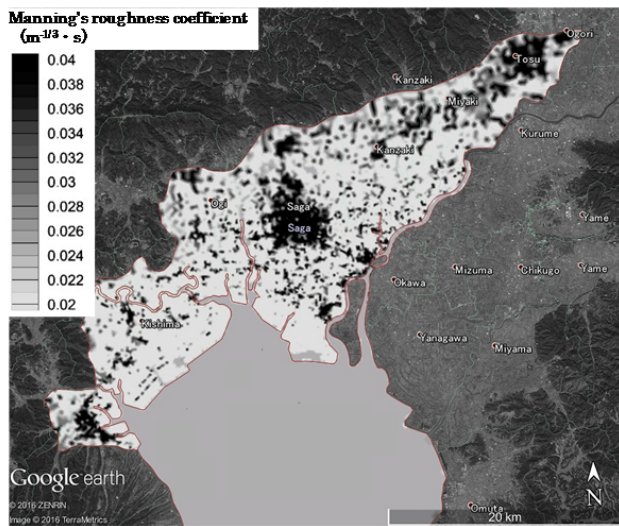 Manning's roughness coefficient
(m-1/3・s)
0.04
0.038
0.036
0.034
0.032
0.03
0.028
0.026
0.024
0.022
0.02
Ogori
Tosu
Kanzaki
Miyaki
Kurume
Kanzaki
Ogi
Saga
Saga
Yame
Mizuma
Chikugo
Yame
Okawa
Kishima
Yanagawa
Miyama
Google earth
© 2016 ZENRIN
Image © 2016 TerraMetrics
Omuta
N
20 km